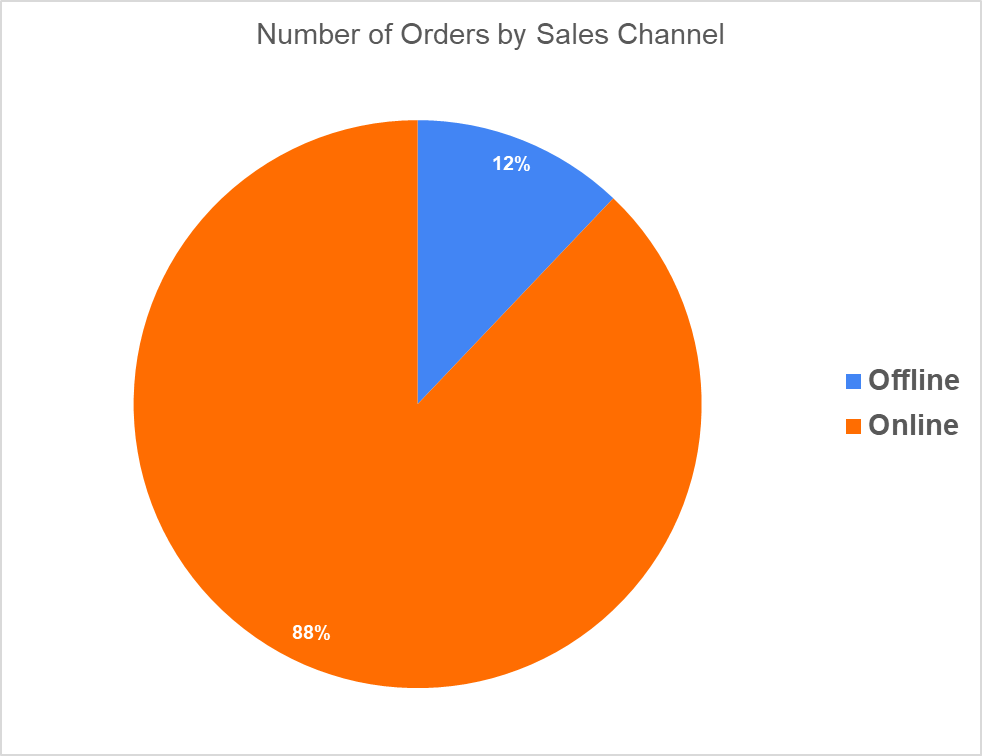 Number of Orders by Sales Channel
12%
Offline
Online
88%